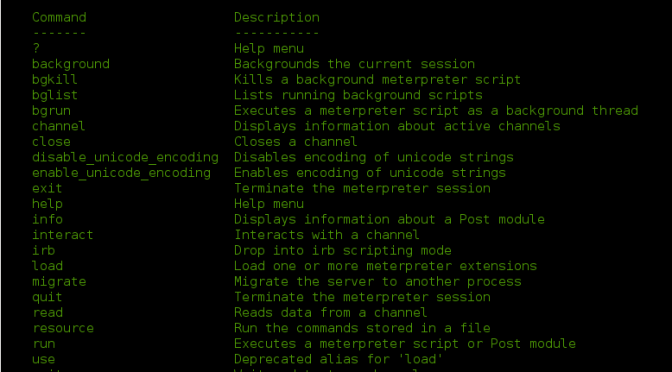 Command Description
------- -----------
? Help menu
background Backgrounds the current session
bgkill Kills a background meterpreter script
bglist Lists running background scripts
bgrun Executes a meterpreter script as a background thread
channel Displays information about active channels
close Closes a channel
disable_unicode_encoding Disables encoding of unicode strings
enable_unicode_encoding Enables encoding of unicode strings
exit Terminate the meterpreter session
help Help menu
info Displays information about a Post module
interact Interacts with a channel
irb Drop into irb scripting mode
load Load one or more meterpreter extensions
migrate Migrate the server to another process
quit Terminate the meterpreter session
read Reads data from a channel
resource Run the commands stored in a file
run Executes a meterpreter script or Post module
use Deprecated alias for 'load'